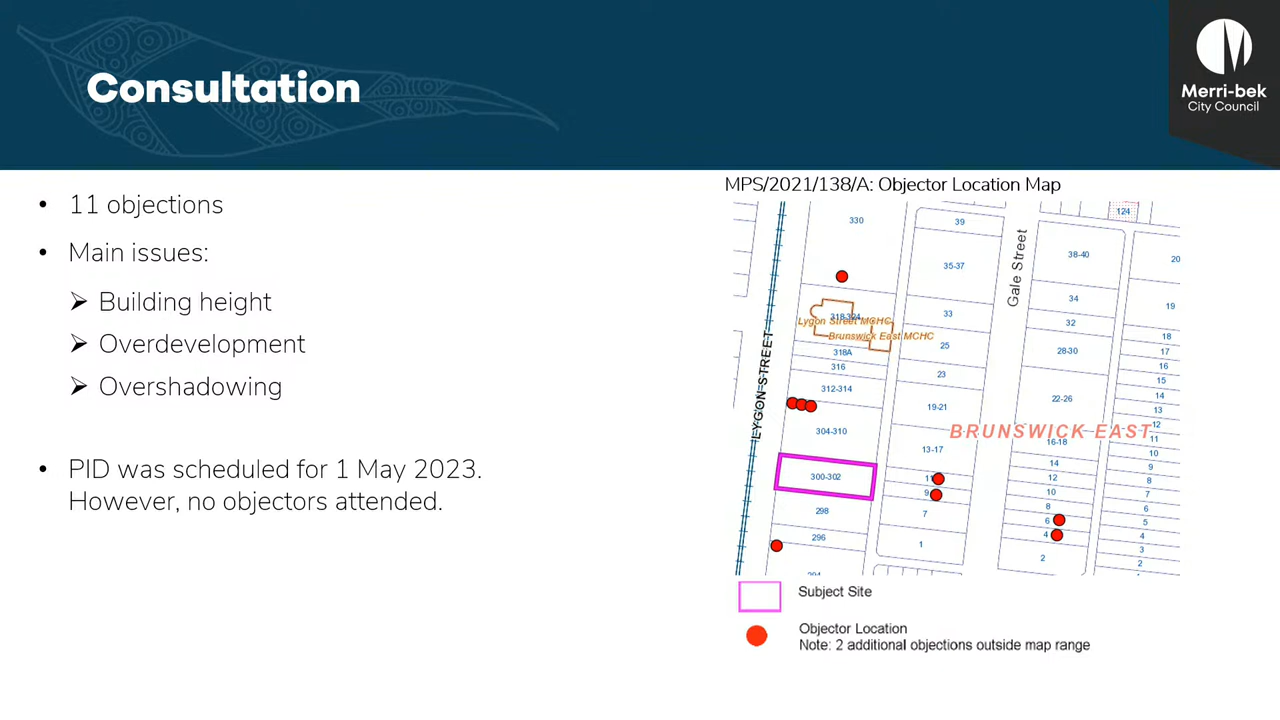 Consultation
Merri-bek
City Council
• 11 objections
• Main issues:
➢ Building height
➢ Overdevelopment
➢ Overshadowing
• PID was scheduled for 1 May 2023.
However, no objectors attended.
MPS/2021/138/A: Objector Location Map
330
39
124
35-37
Gale Street
38-40
20
34
19
33
32
Lygon Street MCHC
Brunswick East MCHC
LYGON STREET
318A
25
28-30
18
17
316
23
16
312-314
15
14
19-21
22-26
13
304-310
BRUNSWICK EAST
12
13-17
16-18
11
10
300-302
14
9
12
8
9
10
7
298
7
8
6
6
5
296
4
4
1
2
3
2
Subject Site
Objector Location
Note: 2 additional objections outside map range